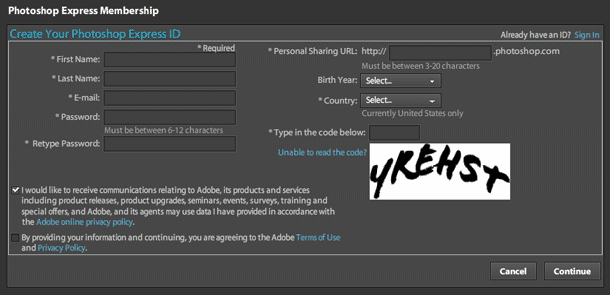 Photoshop Express Membership
Create Your Photoshop Express ID
Already have an ID? Sign In
* Required
* First Name:
* Last Name:
* E-mail:
* Password:
Must be between 6-12 characters
* Retype Password:
* Personal Sharing URL: http:// .photoshop.com
Must be between 3-20 characters
Birth Year: Select...
* Country: Select...
Currently United States only
* Type in the code below:
Unable to read the code?
I would like to receive communications relating to Adobe, its products and services
including product releases, product upgrades, seminars, events, surveys, training and
special offers, and Adobe, and its agents may use data I have provided in accordance with
the Adobe online privacy policy.
By providing your information and continuing, you are agreeing to the Adobe Terms of Use
and Privacy Policy.
Cancel Continue